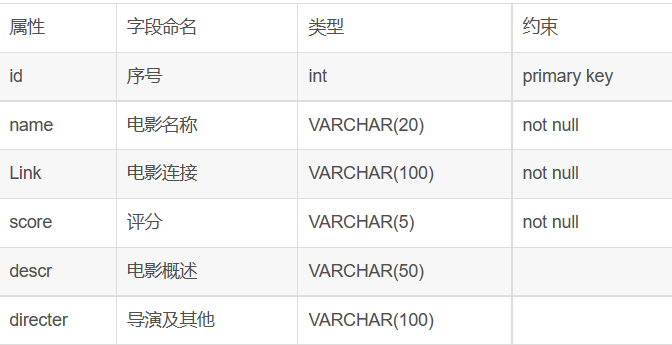 属性 字段命名 类型 约束
id 序号 int primary key
name 电影名称 VARCHAR(20) not null
Link 电影连接 VARCHAR(100) not null
score 评分 VARCHAR(5) not null
descr 电影概述 VARCHAR(50)
directer 导演及其他 VARCHAR(100)